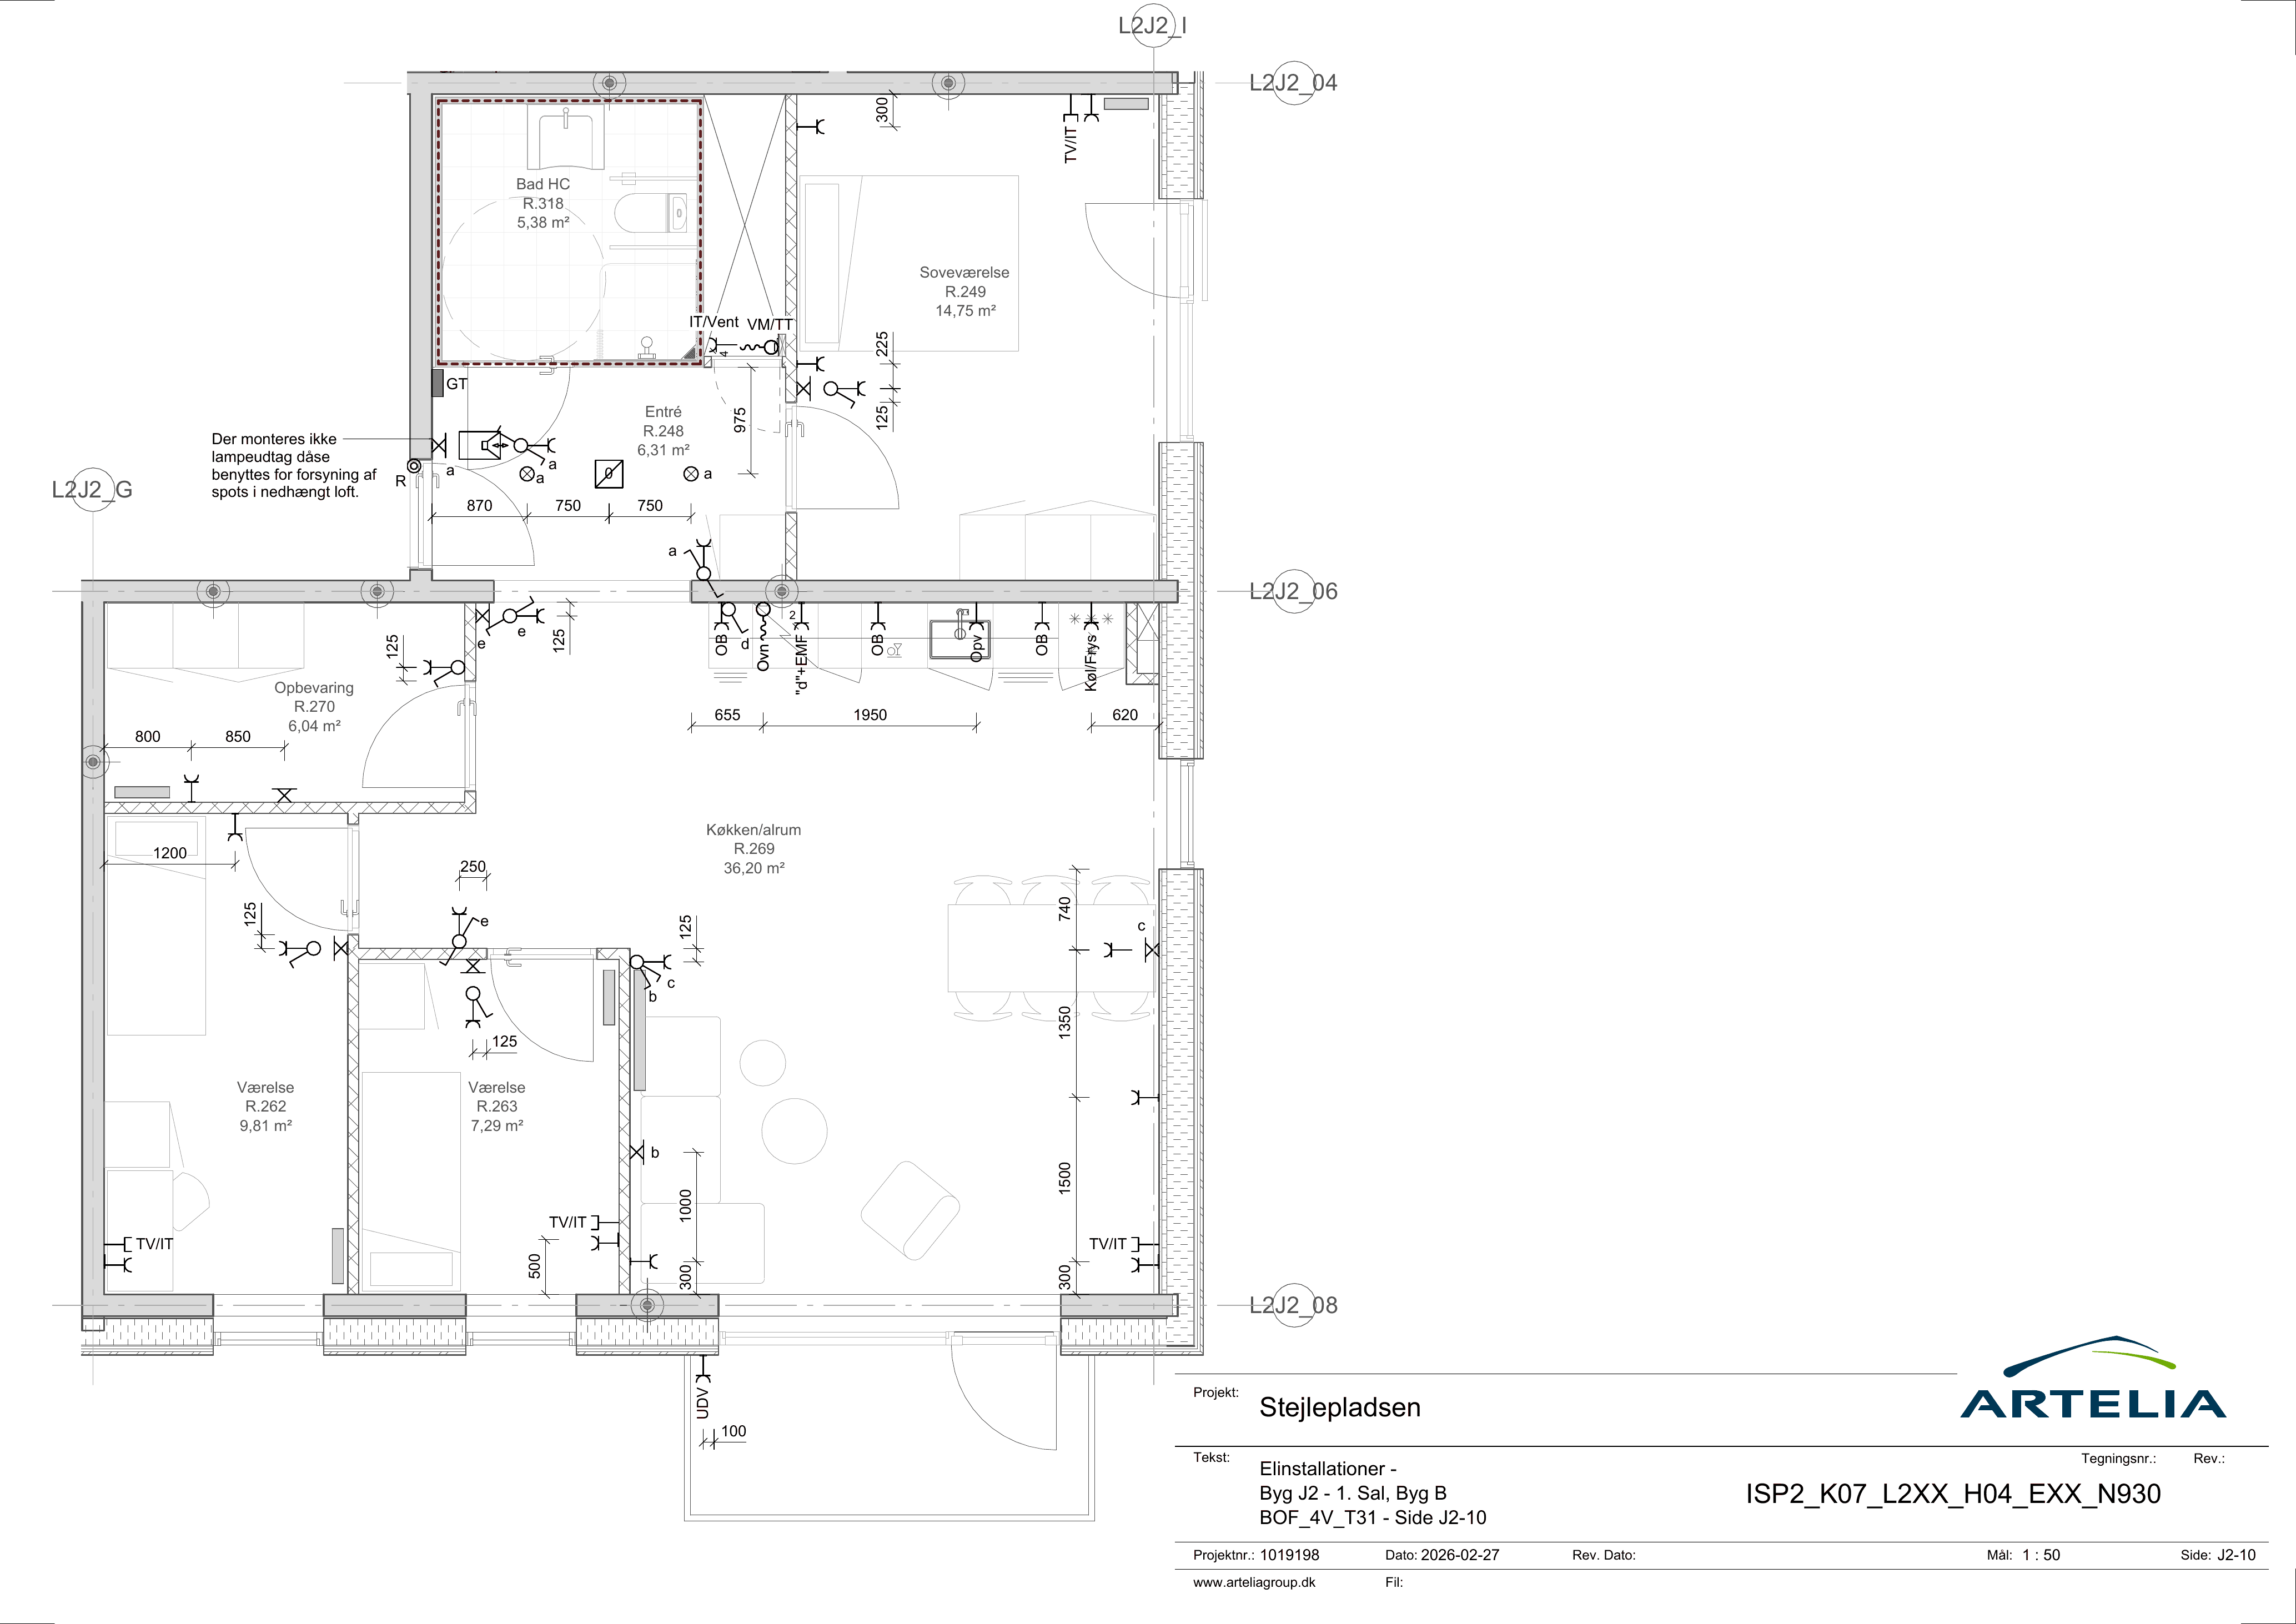 L2J2_I
L2J2_04
300
TV/IT
Bad HC
R.318
5,38 m²
Soveværelse
R.249
14,75 m²
IT/Vent
VM/TT
4
225
125
GT
Entré
R.248
6,31 m²
975
Der monteres ikke
lampeudtag dåse
benyttes for forsyning af
spots i nedhængt loft.
a
a
R
a
0
a
L2J2_G
870
750
750
a
L2J2_06
e
e
125
125
OB
d
Ovn
2
"d"+EMF
OB
Opv
OB
Køl/Frys
Opbevaring
R.270
6,04 m²
655
1950
620
800
850
Køkken/alrum
R.269
36,20 m²
1200
250
740
125
e
125
c
c
b
1350
125
Værelse
R.262
9,81 m²
Værelse
R.263
7,29 m²
b
1000
1500
TV/IT
TV/IT
TV/IT
500
300
300
L2J2_08
UDV
100
Projekt:
Stejlepladsen
ARTELIA
Tekst:
Elinstallationer -
Byg J2 - 1. Sal, Byg B
BOF_4V_T31 - Side J2-10
Tegningsnr.:
Rev.:
ISP2_K07_L2XX_H04_EXX_N930
Projektnr.: 1019198
Dato: 2026-02-27
Rev. Dato:
Mål: 1 : 50
Side: J2-10
www.arteliagroup.dk
Fil: